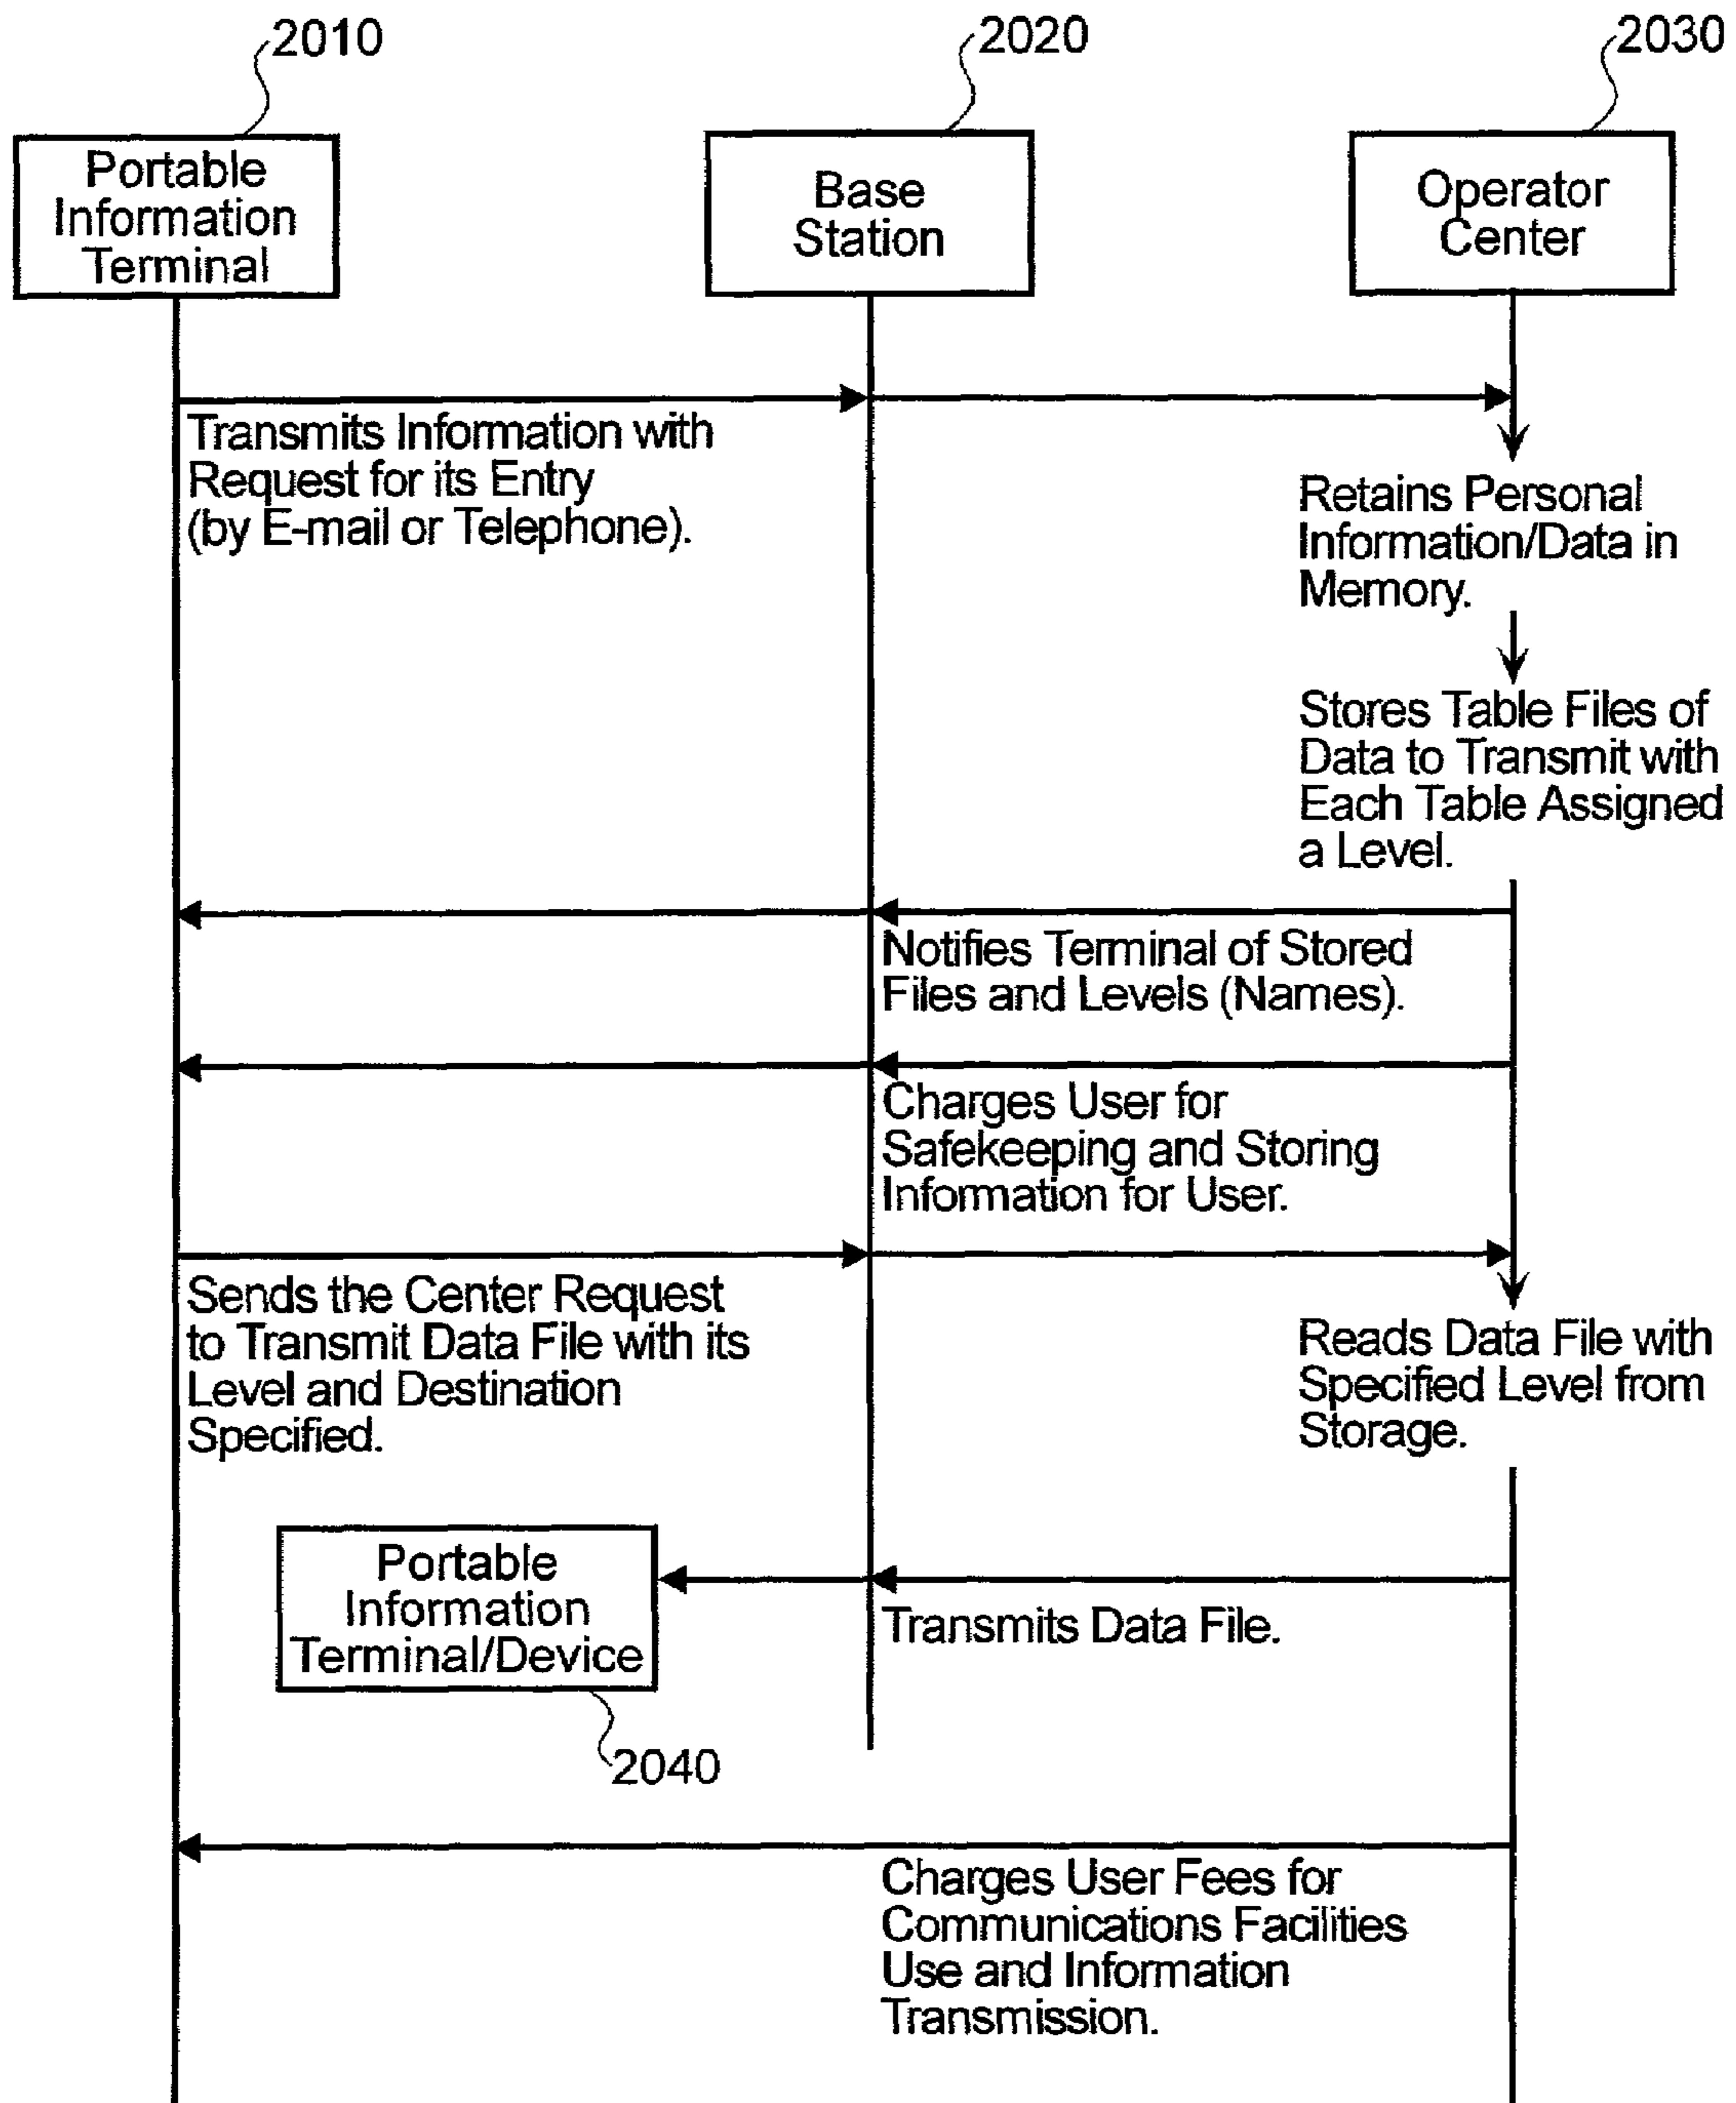 2010
2020
2030
Portable
Information
Terminal
Base
Station
Operator
Center
Transmits Information with
Request for its Entry
(by E-mail or Telephone).
Retains Personal
Information/Data in
Memory.
Stores Table Files of
Data to Transmit with
Each Table Assigned
a Level.
Notifies Terminal of Stored
Files and Levels (Names).
Charges User for
Safekeeping and Storing
Information for User.
Sends the Center Request
to Transmit Data File with its
Level and Destination
Specified.
Reads Data File with
Specified Level from
Storage.
Portable
Information
Terminal/Device
Transmits Data File.
2040
Charges User Fees for
Communications Facilities
Use and Information
Transmission.